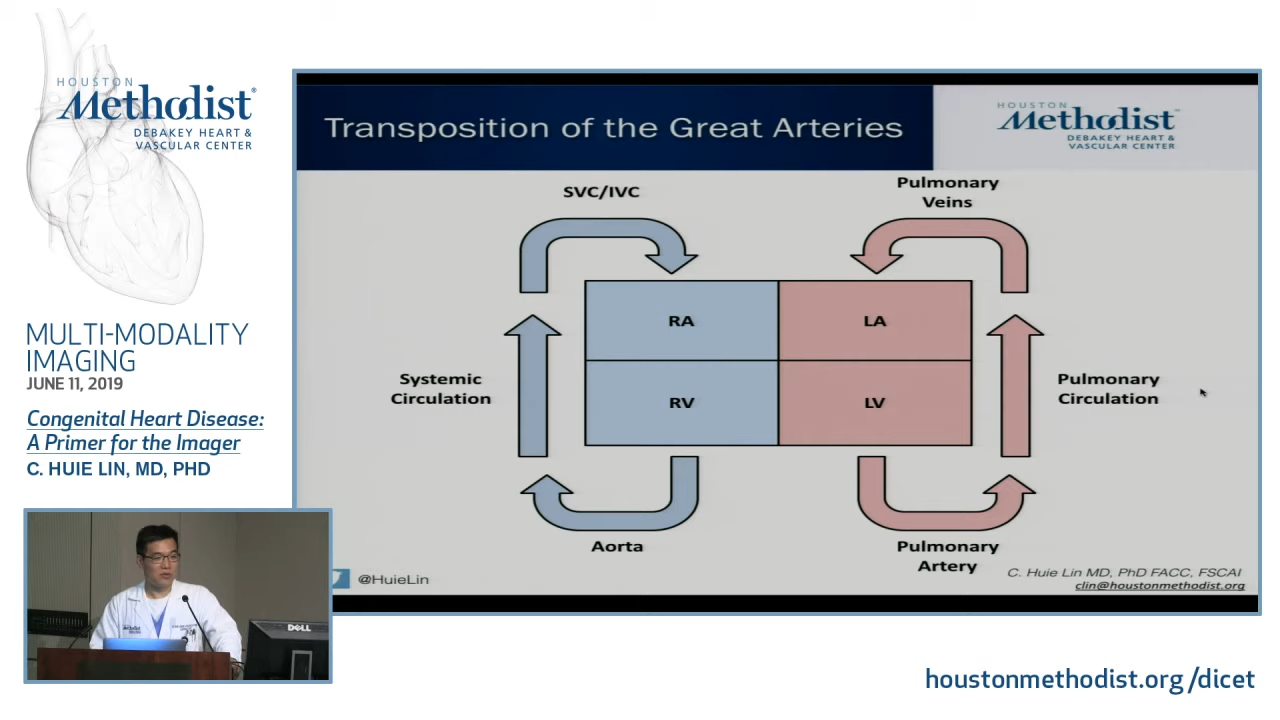 HOUSTON
Methodist®
DEBAKEY HEART &
VASCULAR CENTER
MULTI-MODALITY
IMAGING
JUNE 11, 2019
Congenital Heart Disease:
A Primer for the Imager
C. HUIE LIN, MD, PHD
Transposition of the Great Arteries
HOUSTON
Methodist
DEBAKEY HEART &
VASCULAR CENTER
SVC/IVC
Pulmonary
Veins
RA
LA
Systemic
Circulation
RV
LV
Pulmonary
Circulation
Aorta
Pulmonary
Artery
@HuieLin
C. Huie Lin MD, PhD FACC, FSCAI
clin@houstonmethodist.org
DELL
houstonmethodist.org/dicet